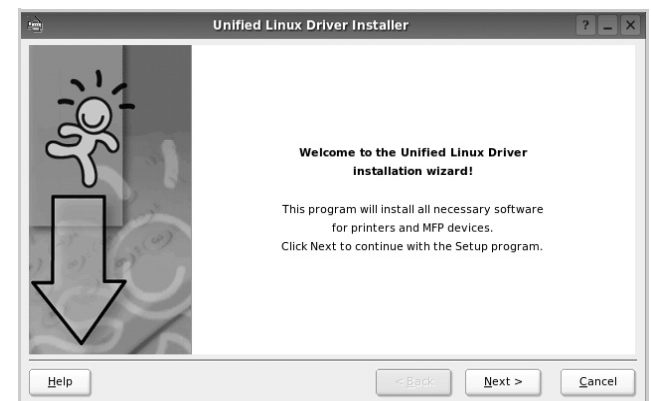 Unified Linux Driver Installer
? _ X
Welcome to the Unified Linux Driver
installation wizard!
This program will install all necessary software
for printers and MFP devices.
Click Next to continue with the Setup program.
Help
< Back
Next >
Cancel